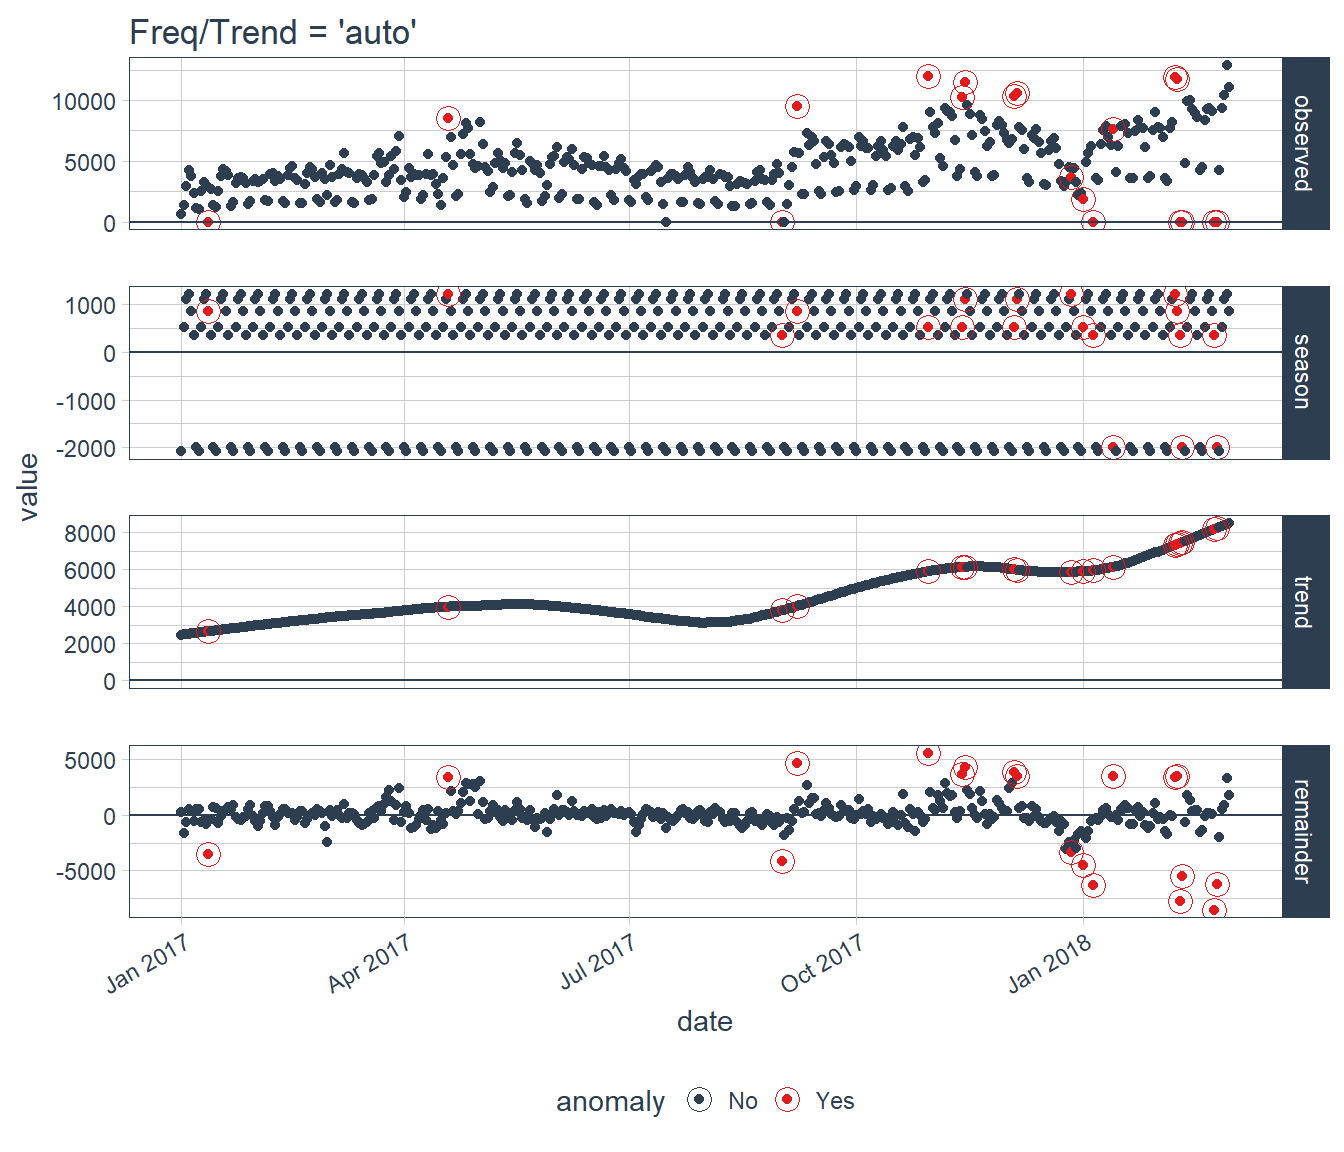 Freq/Trend = 'auto'
10000
5000
0
observed
1000
0
-1000
-2000
season
value
8000
6000
4000
2000
0
trend
5000
0
-5000
remainder
Jan 2017
Apr 2017
Jul 2017
Oct 2017
Jan 2018
date
anomaly No Yes